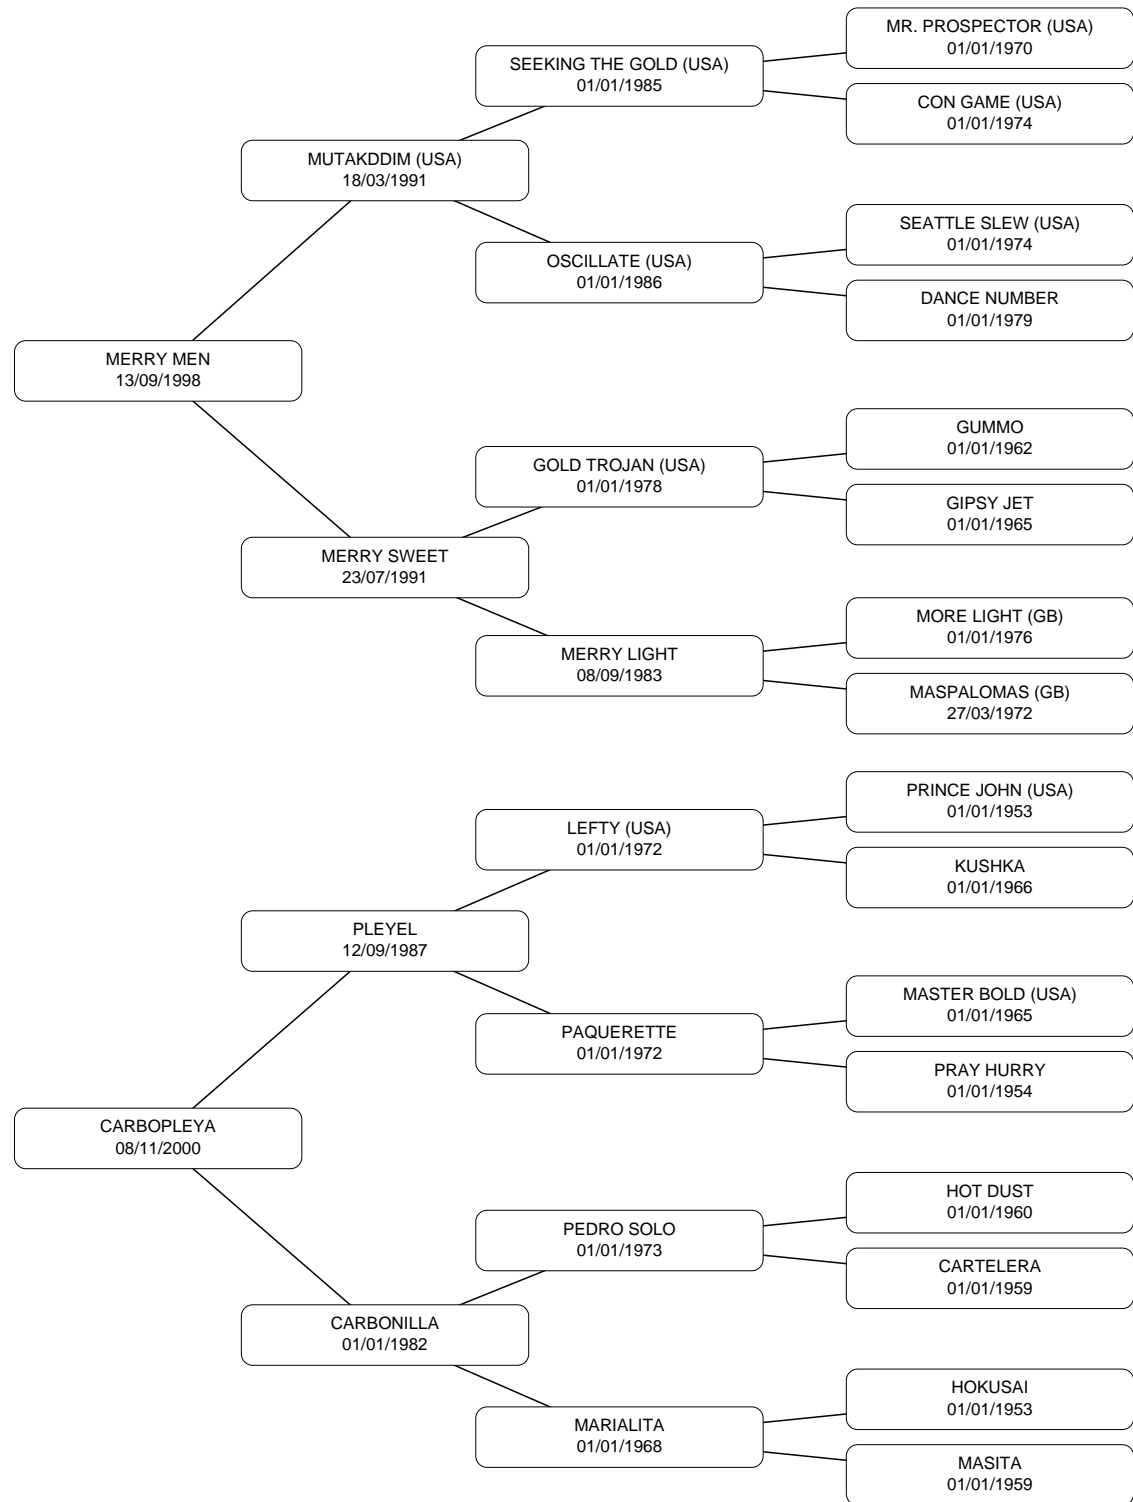 MR. PROSPECTOR (USA)
01/01/1970
SEEKING THE GOLD (USA)
01/01/1985
CON GAME (USA)
01/01/1974
MUTAKDDIM (USA)
18/03/1991
SEATTLE SLEW (USA)
01/01/1974
OSCILLATE (USA)
01/01/1986
DANCE NUMBER
01/01/1979
MERRY MEN
13/09/1998
GUMMO
01/01/1962
GOLD TROJAN (USA)
01/01/1978
GIPSY JET
01/01/1965
MERRY SWEET
23/07/1991
MORE LIGHT (GB)
01/01/1976
MERRY LIGHT
08/09/1983
MASPALOMAS (GB)
27/03/1972
PRINCE JOHN (USA)
01/01/1953
LEFTY (USA)
01/01/1972
KUSHKA
01/01/1966
PLEYEL
12/09/1987
MASTER BOLD (USA)
01/01/1965
PAQUERETTE
01/01/1972
PRAY HURRY
01/01/1954
CARBOPLEYA
08/11/2000
HOT DUST
01/01/1960
PEDRO SOLO
01/01/1973
CARTELERA
01/01/1959
CARBONILLA
01/01/1982
HOKUSAI
01/01/1953
MARIALITA
01/01/1968
MASITA
01/01/1959